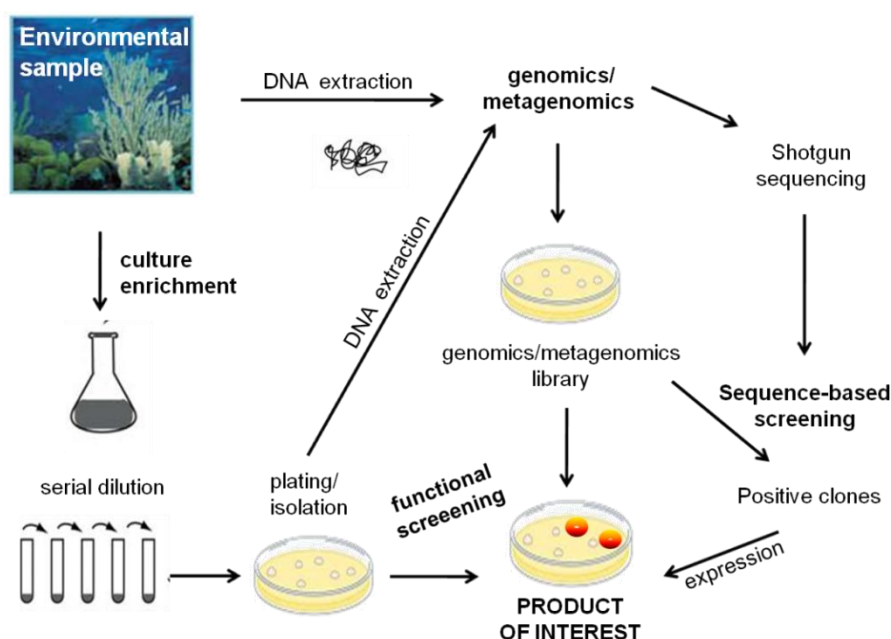 Environmental
sample
DNA extraction
genomics/
metagenomics
Shotgun
sequencing
culture
enrichment
DNA extraction
genomics/metagenomics
library
Sequence-based
screening
serial dilution
plating/
isolation
functional
screeening
Positive clones
expression
PRODUCT
OF INTEREST